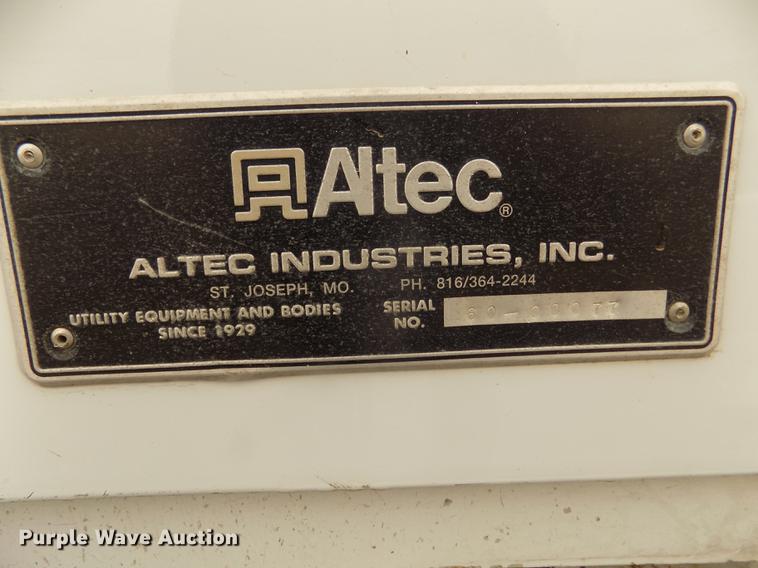 Altec®
ALTEC INDUSTRIES, INC.
ST. JOSEPH, MO. PH. 816/364-2244
UTILITY EQUIPMENT AND BODIES
SINCE 1929
SERIAL
NO.
Purple Wave Auction